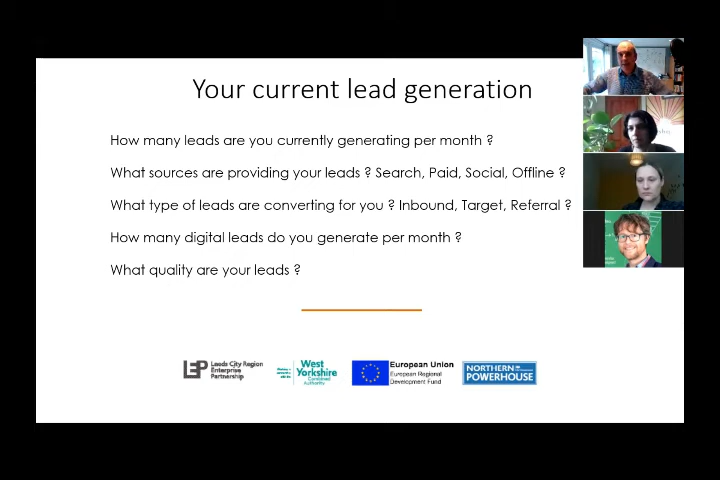 Your current lead generation
How many leads are you currently generating per month ?
What sources are providing your leads ? Search, Paid, Social, Offline ?
What type of leads are converting for you ? Inbound, Target, Referral ?
How many digital leads do you generate per month ?
What quality are your leads ?
LEP
Leeds City Region
Enterprise
Partnership
West
Yorkshire
Combined
Authority
European Union
European Regional
Development Fund
NORTHERN
POWERHOUSE